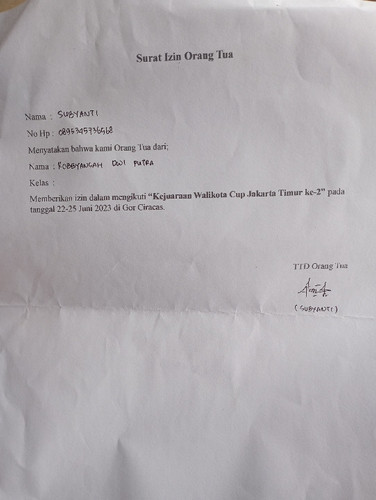 Surat Izin Orang Tua
Nama : SUBYANTI
No Hp : 0895345736568
Menyatakan bahwa kami Orang Tua dari;
Nama : ROBBYANSAH DWI PUTRA
Kelas :
Memberikan izin dalam mengikuti "Kejuaraan Walikota Cup Jakarta Timur ke-2" pada
tanggal 22-25 Juni 2023 di Gor Ciracas.
TTD Orang Tua
( SUBYANTI )